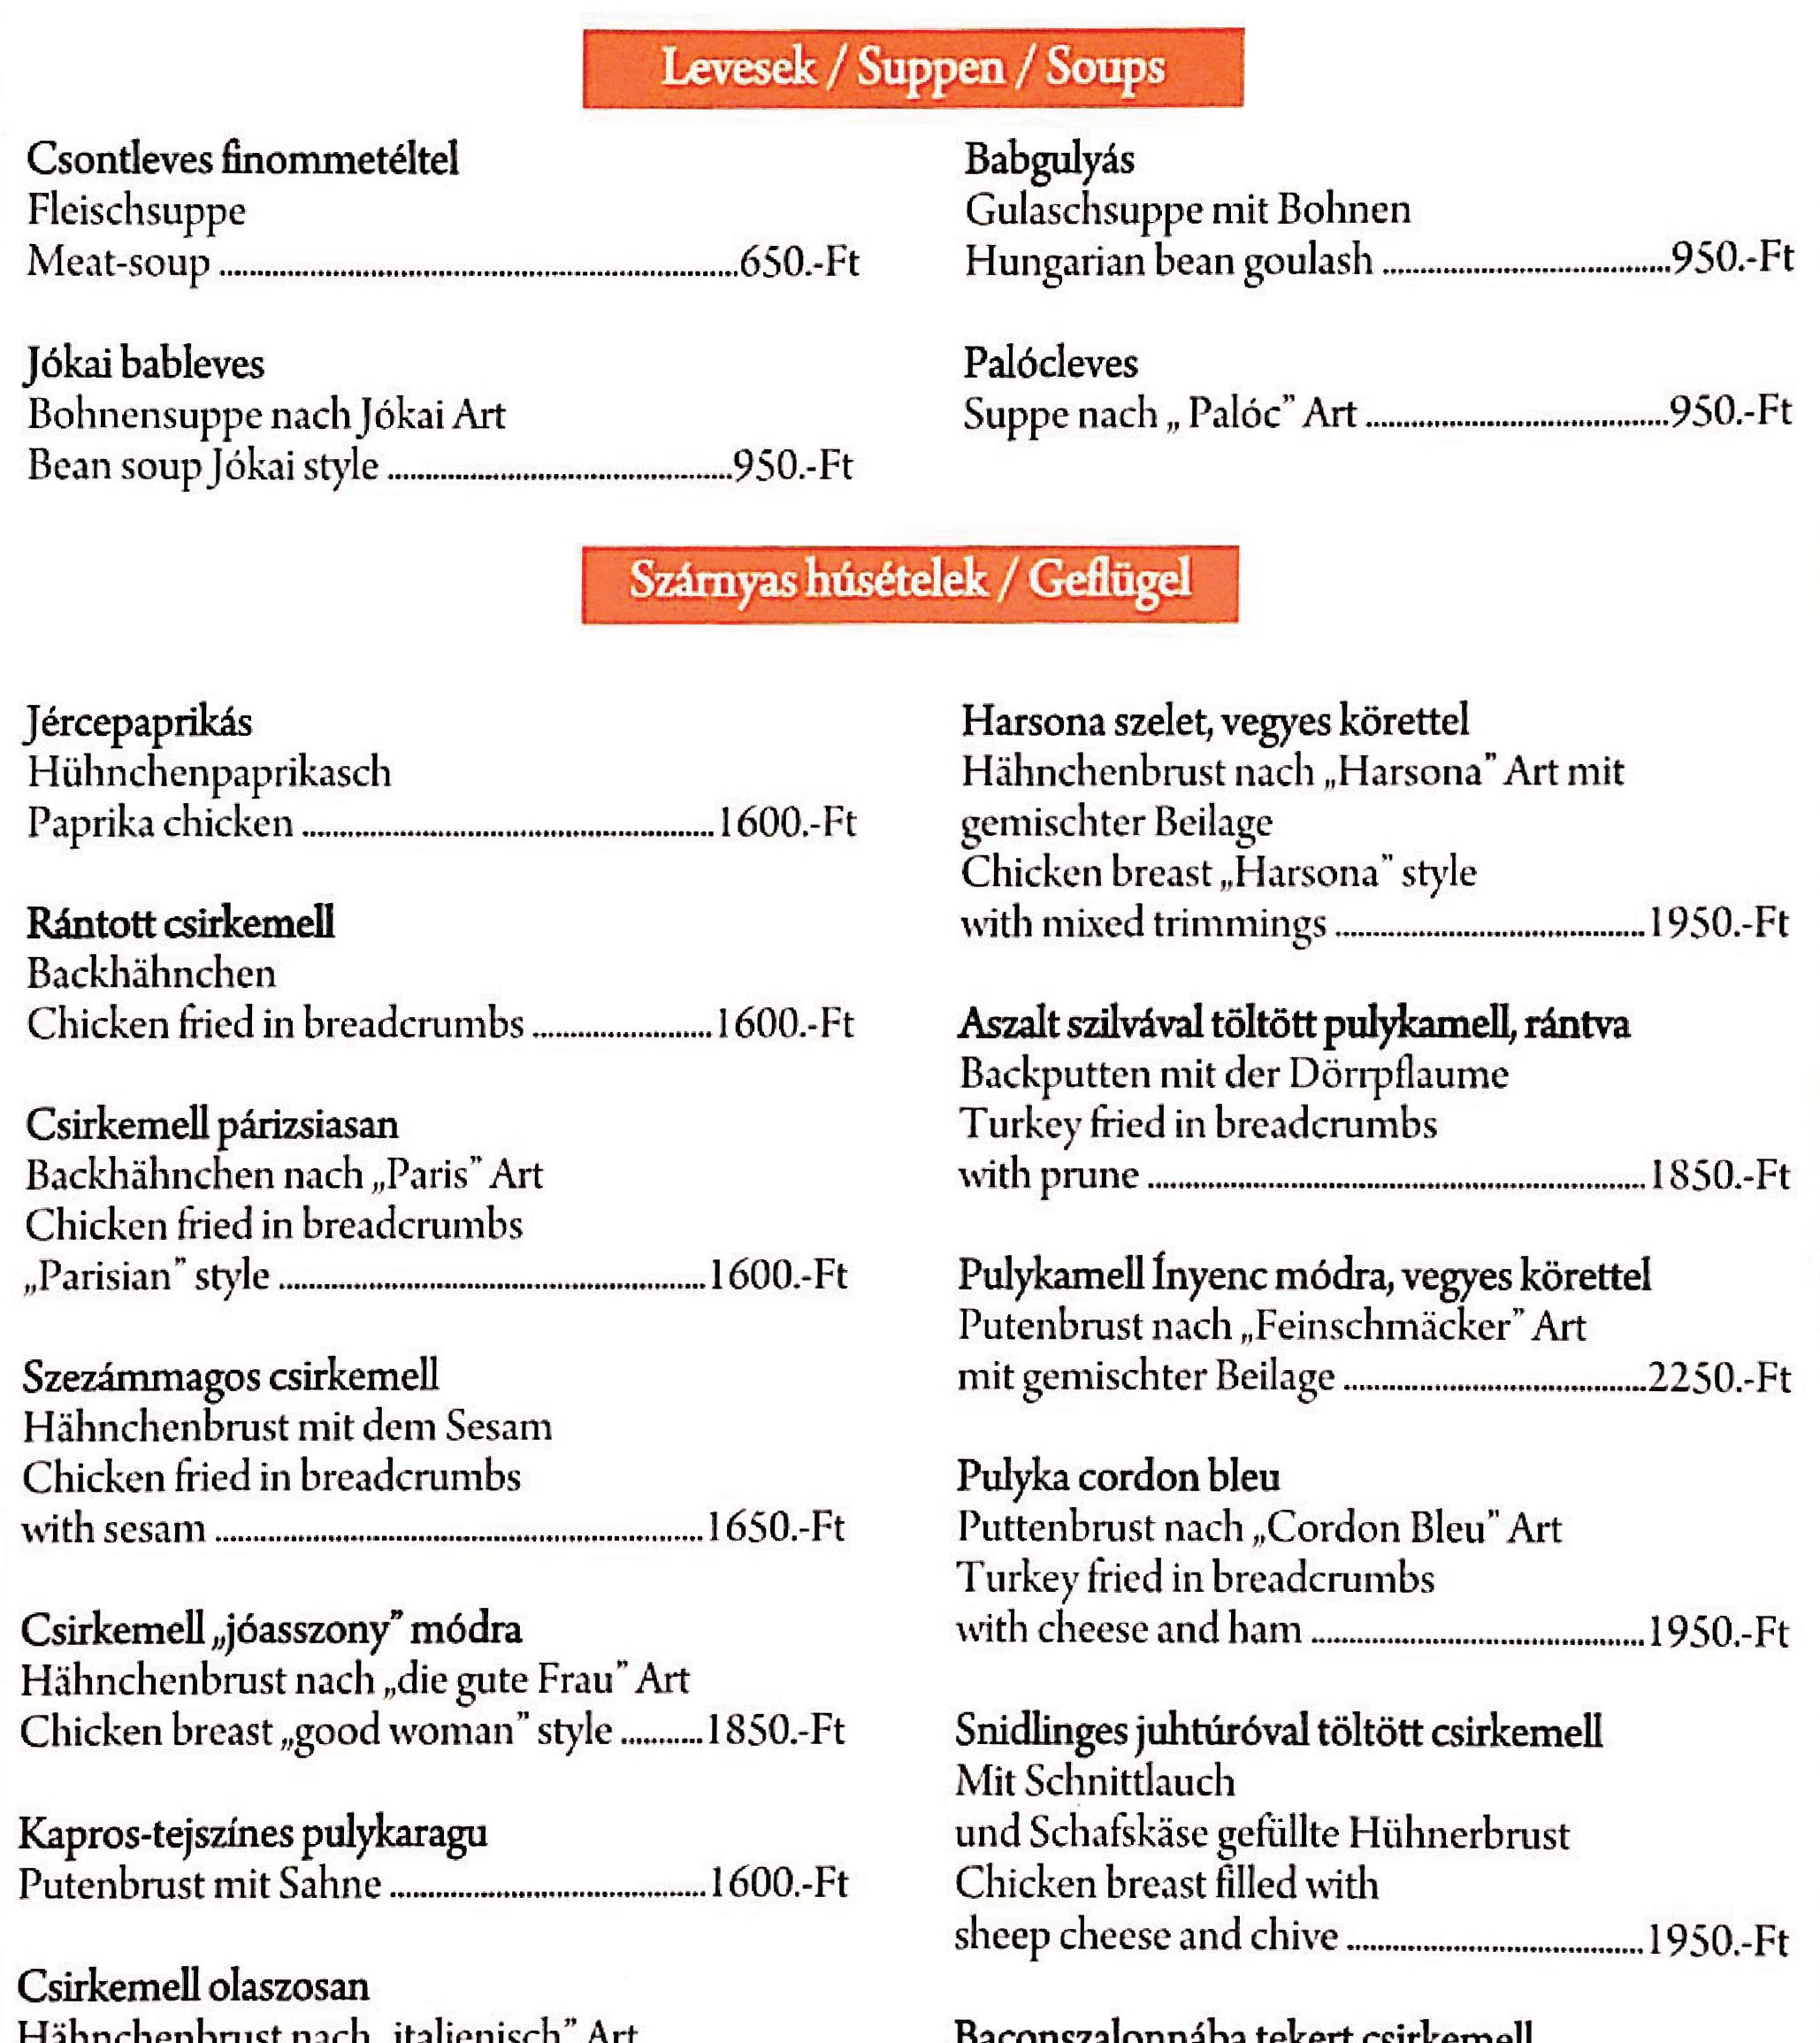 Levesek / Suppen / Soups
Csontleves finommetéltel
Fleischsuppe
Meat-soup ........................................................650.-Ft
Jókai bableves
Bohnensuppe nach Jókai Art
Bean soup Jókai style .....................................950.-Ft
Babgulyás
Gulaschsuppe mit Bohnen
Hungarian bean goulash ...............................950.-Ft
Palócleves
Suppe nach „ Palóc” Art .................................950.-Ft
Szárnyas húsételek / Geflügel
Jércepaprikás
Hühnchenpaprikasch
Paprika chicken .............................................1600.-Ft
Rántott csirkemell
Backhähnchen
Chicken fried in breadcrumbs ....................1600.-Ft
Csirkemell párizsiasan
Backhähnchen nach „Paris” Art
Chicken fried in breadcrumbs
„Parisian” style ..............................................1600.-Ft
Szezámmagos csirkemell
Hähnchenbrust mit dem Sesam
Chicken fried in breadcrumbs
with sesam .....................................................1650.-Ft
Csirkemell „jóasszony” módra
Hähnchenbrust nach „die gute Frau” Art
Chicken breast „good woman” style .........1850.-Ft
Kapros-tejszínes pulykaragu
Putenbrust mit Sahne ..................................1600.-Ft
Csirkemell olaszosan
Hähnchenbrust nach „italienisch” Art
Harsona szelet, vegyes körettel
Hähnchenbrust nach „Harsona” Art mit
gemischter Beilage
Chicken breast „Harsona” style
with mixed trimmings ..................................1950.-Ft
Aszalt szilvával töltött pulykamell, rántva
Backputten mit der Dörrpflaume
Turkey fried in breadcrumbs
with prune ......................................................1850.-Ft
Pulykamell Ínyenc módra, vegyes körettel
Putenbrust nach „Feinschmäcker” Art
mit gemischter Beilage .................................2250.-Ft
Pulyka cordon bleu
Puttenbrust nach „Cordon Bleu” Art
Turkey fried in breadcrumbs
with cheese and ham ....................................1950.-Ft
Snidlinges juhtúróval töltött csirkemell
Mit Schnittlauch
und Schafskäse gefüllte Hühnerbrust
Chicken breast filled with
sheep cheese and chive ................................1950.-Ft
Baconszalonnába tekert csirkemell